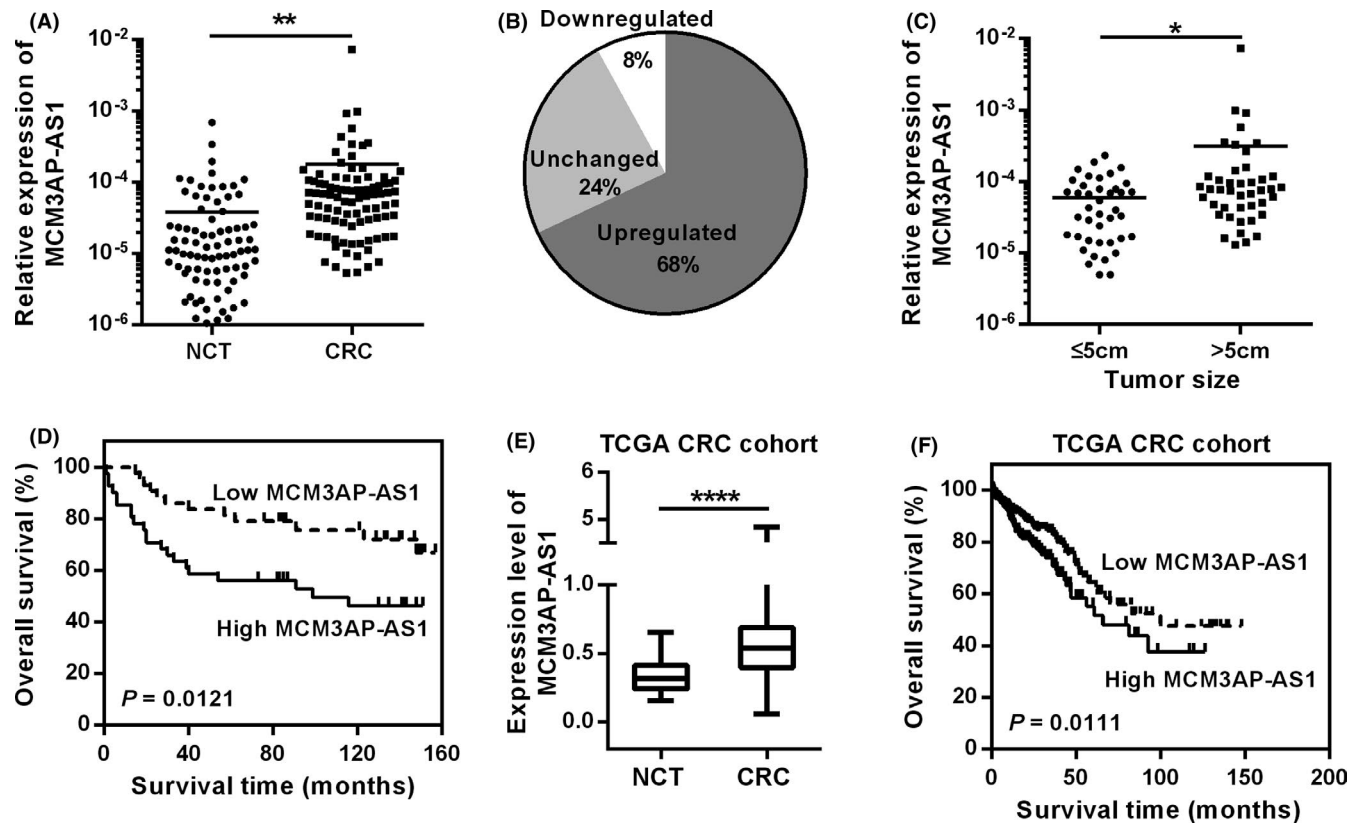 (A)
Relative expression of
MCM3AP-AS1
**
10-2
10-3
10-4
10-5
10-6
NCT CRC
(B)
Downregulated
8%
Unchanged
24%
Upregulated
68%
(C)
Relative expression of
MCM3AP-AS1
*
10-2
10-3
10-4
10-5
10-6
≤5cm >5cm
Tumor size
(D)
Overall survival (%)
100
80
60
40
20
0
Low MCM3AP-AS1
High MCM3AP-AS1
P = 0.0121
0 40 80 120 160
Survival time (months)
(E)
TCGA CRC cohort
Expression level of
MCM3AP-AS1
****
6
5
1.0
0.5
0.0
NCT CRC
(F)
TCGA CRC cohort
Overall survival (%)
100
80
60
40
20
0
Low MCM3AP-AS1
High MCM3AP-AS1
P = 0.0111
0 50 100 150 200
Survival time (months)